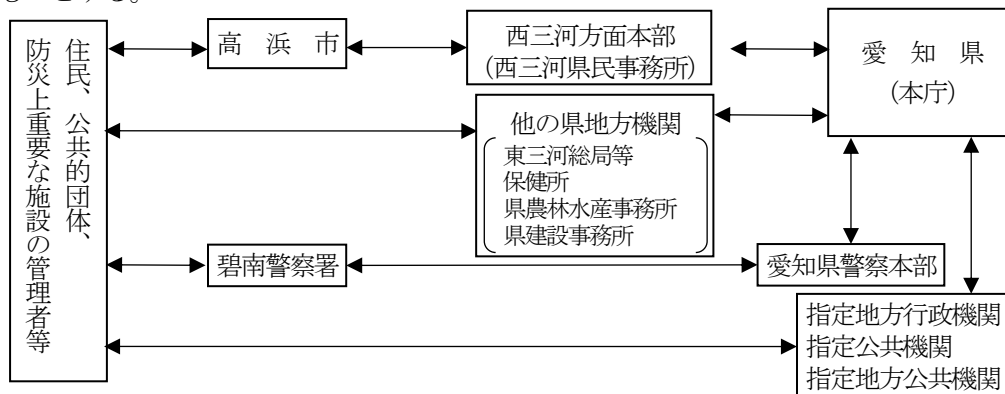 住民、公共的団体、
防災上重要な施設の管理者等
高　浜　市
西三河方面本部
(西三河県民事務所)
愛　知　県
(本庁)
他の県地方機関
東三河総局等
保健所
県農林水産事務所
県建設事務所
碧南警察署
愛知県警察本部
指定地方行政機関
指定公共機関
指定地方公共機関